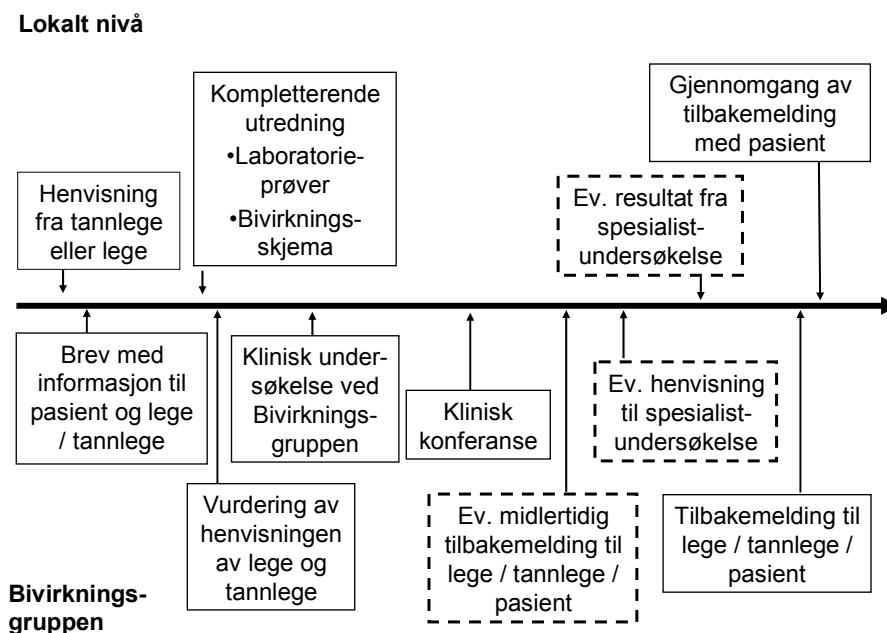 Lokalt nivå
Henvisning
fra tannlege
eller lege
Kompletterende
utredning
•Laboratorie-
prøver
•Bivirknings-
skjema
Ev. resultat fra
spesialist-
undersøkelse
Gjennomgang av
tilbakemelding
med pasient
Brev med
informasjon til
pasient og lege
/ tannlege
Vurdering av
henvisningen
av lege og
tannlege
Klinisk under-
søkelse ved
Bivirknings-
gruppen
Klinisk
konferanse
Ev. midlertidig
tilbakemelding til
lege / tannlege /
pasient
Ev. henvisning
til spesialist-
undersøkelse
Tilbakemelding til
lege / tannlege /
pasient
Bivirknings-
gruppen